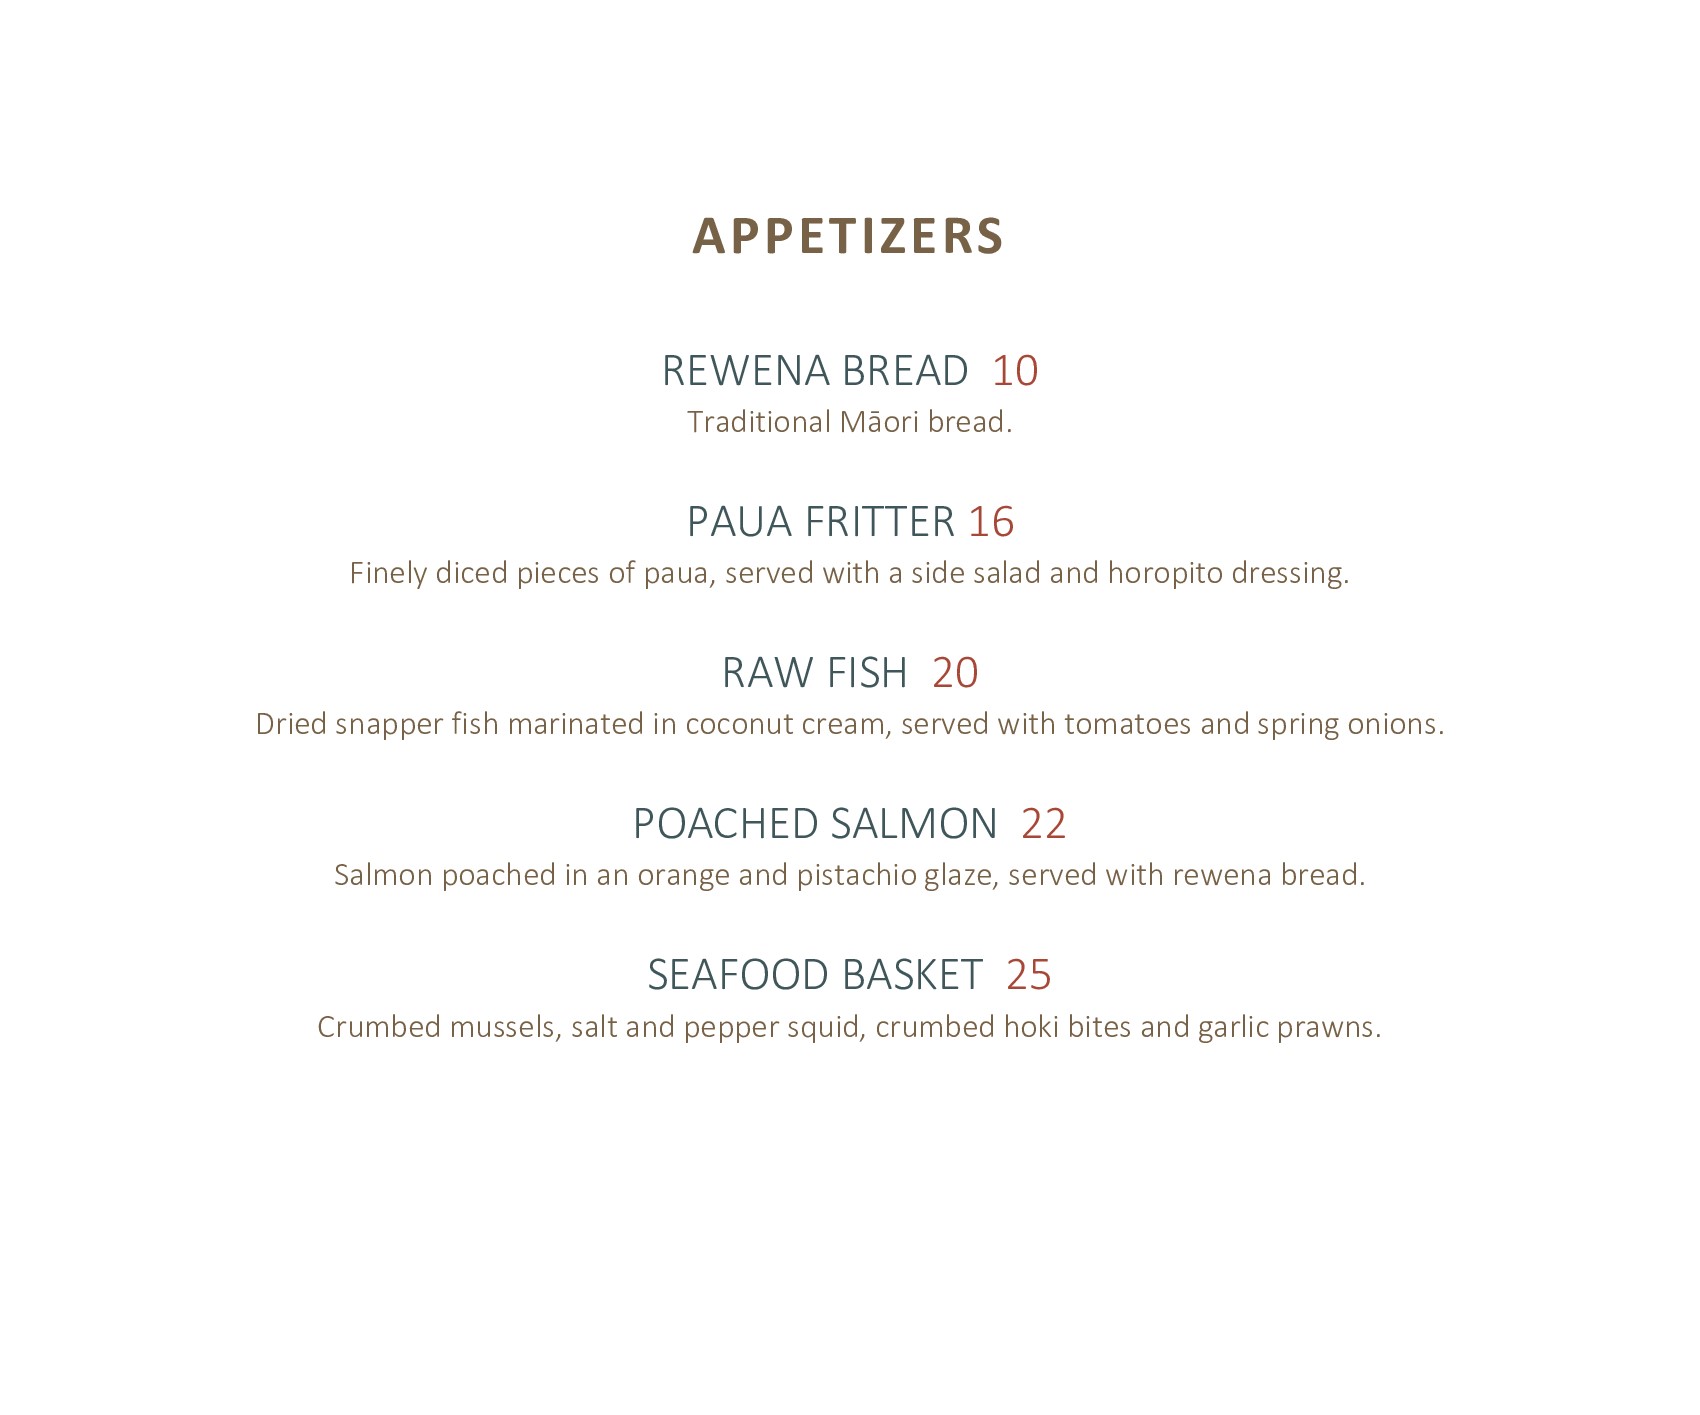 APPETIZERS
REWENA BREAD 10
Traditional Māori bread.
PAUA FRITTER 16
Finely diced pieces of paua, served with a side salad and horopito dressing.
RAW FISH 20
Dried snapper fish marinated in coconut cream, served with tomatoes and spring onions.
POACHED SALMON 22
Salmon poached in an orange and pistachio glaze, served with rewena bread.
SEAFOOD BASKET 25
Crumbed mussels, salt and pepper squid, crumbed hoki bites and garlic prawns.